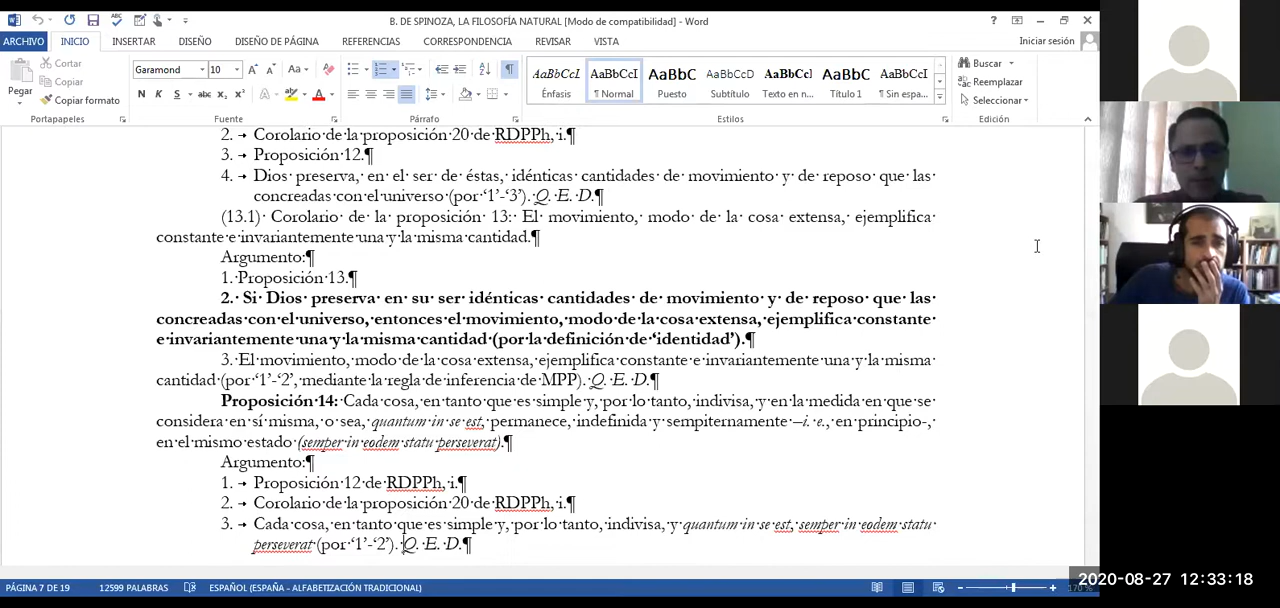 B. DE SPINOZA, LA FILOSOFÍA NATURAL [Modo de compatibilidad] - Word
ARCHIVO INICIO INSERTAR DISEÑO DISEÑO DE PÁGINA REFERENCIAS CORRESPONDENCIA REVISAR VISTA Iniciar sesión
Pegar
Cortar
Copiar
Copiar formato
Garamond 10
N K S abc
AaBbCcI AaBbCcI AaBbC AaBbCcI AaBbCcl AaBbC AaBbCcI
Énfasis ¶ Normal Puesto Subtítulo Texto en n... Título 1 ¶ Sin espa...
Buscar
Reemplazar
Seleccionar
Portapapeles Fuente Párrafo Estilos Edición
2. Corolario de la proposición 20 de RDPPh, i.¶
3. Proposición 12.¶
4. Dios preserva, en el ser de éstas, idénticas cantidades de movimiento y de reposo que las
concreadas con el universo (por ‘1’-‘3’). Q. E. D.¶
(13.1) Corolario de la proposición 13: El movimiento, modo de la cosa extensa, ejemplifica
constante e invariantemente una y la misma cantidad.¶
Argumento:¶
1. Proposición 13.¶
2. Si Dios preserva en su ser idénticas cantidades de movimiento y de reposo que las
concreadas con el universo, entonces el movimiento, modo de la cosa extensa, ejemplifica constante
e invariantemente una y la misma cantidad (por la definición de ‘identidad’).¶
3. El movimiento, modo de la cosa extensa, ejemplifica constante e invariantemente una y la misma
cantidad (por ‘1’-‘2’, mediante la regla de inferencia de MPP). Q. E. D.¶
Proposición 14: Cada cosa, en tanto que es simple y, por lo tanto, indivisa, y en la medida en que se
considera en sí misma, o sea, quantum in se est, permanece, indefinida y sempiternamente –i. e., en principio-,
en el mismo estado (semper in eodem statu perseverat).¶
Argumento:¶
1. Proposición 12 de RDPPh, i.¶
2. Corolario de la proposición 20 de RDPPh, i.¶
3. Cada cosa, en tanto que es simple y, por lo tanto, indivisa, y quantum in se est, semper in eodem statu
perseverat (por ‘1’-‘2’). Q. E. D.¶
PÁGINA 7 DE 19 12599 PALABRAS ESPAÑOL (ESPAÑA - ALFABETIZACIÓN TRADICIONAL) 170 %
2020-08-27 12:33:18